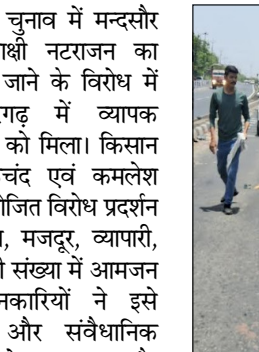 चुनाव में मन्दसौर
ाक्षी नटराजन का
जाने के विरोध में
गढ़ में व्यापक
को मिला। किसान
चंद एवं कमलेश
ोजित विरोध प्रदर्शन
, मजदूर, व्यापारी,
ी संख्या में आमजन
नकारियों ने इसे
और संवैधानिक